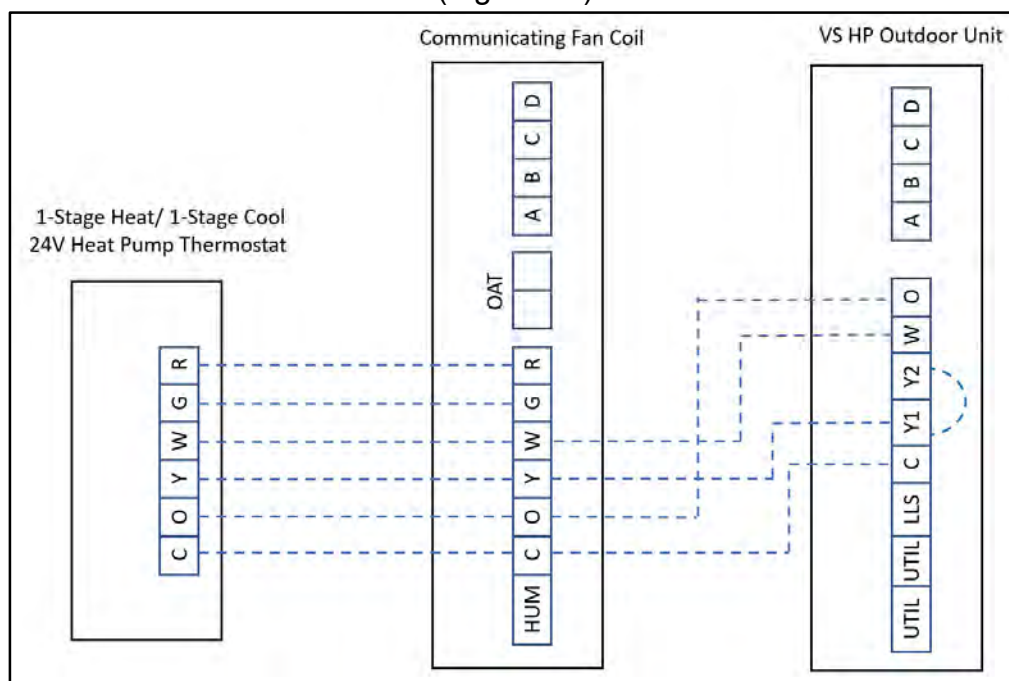 Communicating Fan Coil
VS HP Outdoor Unit
1-Stage Heat/ 1-Stage Cool
24V Heat Pump Thermostat
R
G
W
Y
O
C
D
C
B
A
OAT
R
G
W
Y
O
C
HUM
D
C
B
A
O
W
Y2
Y1
C
LLS
UTIL
UTIL